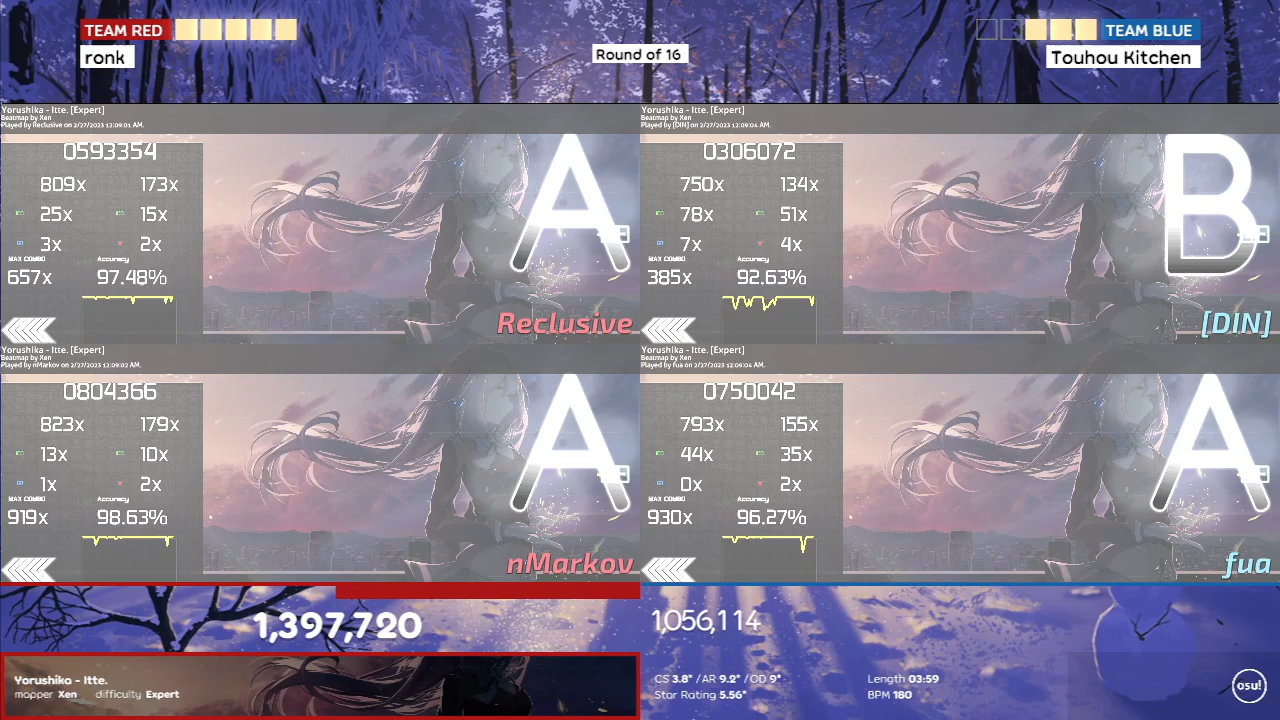 TEAM RED
ronk
Round of 16
TEAM BLUE
Touhou Kitchen
Yorushika - Itte. [Expert]
Beatmap by Xen
Played by Reclusive on 2/27/2023 12:09:01 AM.
0593354
809x 173x
25x 15x
3x 2x
MAX COMBO Accuracy
657x 97.48%
A
Reclusive
Yorushika - Itte. [Expert]
Beatmap by Xen
Played by [DIN] on 2/27/2023 12:09:04 AM.
0306072
750x 134x
78x 51x
7x 4x
MAX COMBO Accuracy
385x 92.63%
B
[DIN]
Yorushika - Itte. [Expert]
Beatmap by Xen
Played by nMarkov on 2/27/2023 12:09:02 AM.
0804366
823x 179x
13x 10x
1x 2x
MAX COMBO Accuracy
919x 98.63%
A
nMarkov
Yorushika - Itte. [Expert]
Beatmap by Xen
Played by fua on 2/27/2023 12:09:04 AM.
0750042
793x 155x
44x 35x
0x 2x
MAX COMBO Accuracy
930x 96.27%
A
fua
1,397,720
1,056,114
Yorushika - Itte.
mapper Xen difficulty Expert
CS 3.8* / AR 9.2* / OD 9*
Star Rating 5.56*
Length 03:59
BPM 180
osu!